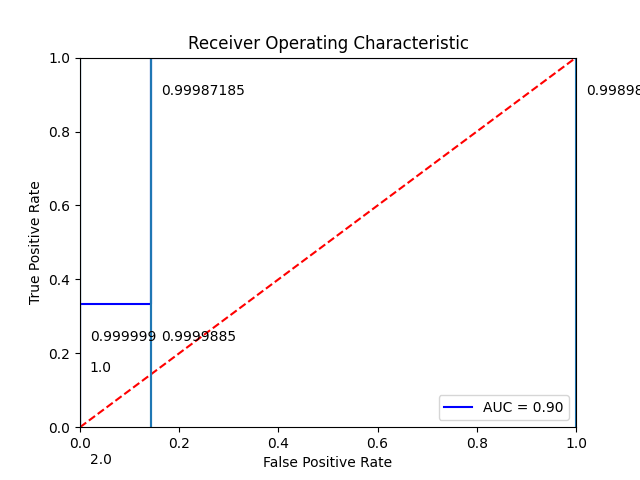 Receiver Operating Characteristic
1.0
0.99987185
0.99898
0.8
0.6
True Positive Rate
0.4
0.999999 0.9999885
0.2
1.0
AUC = 0.90
0.0
0.0 0.2 0.4 0.6 0.8 1.0
2.0
False Positive Rate